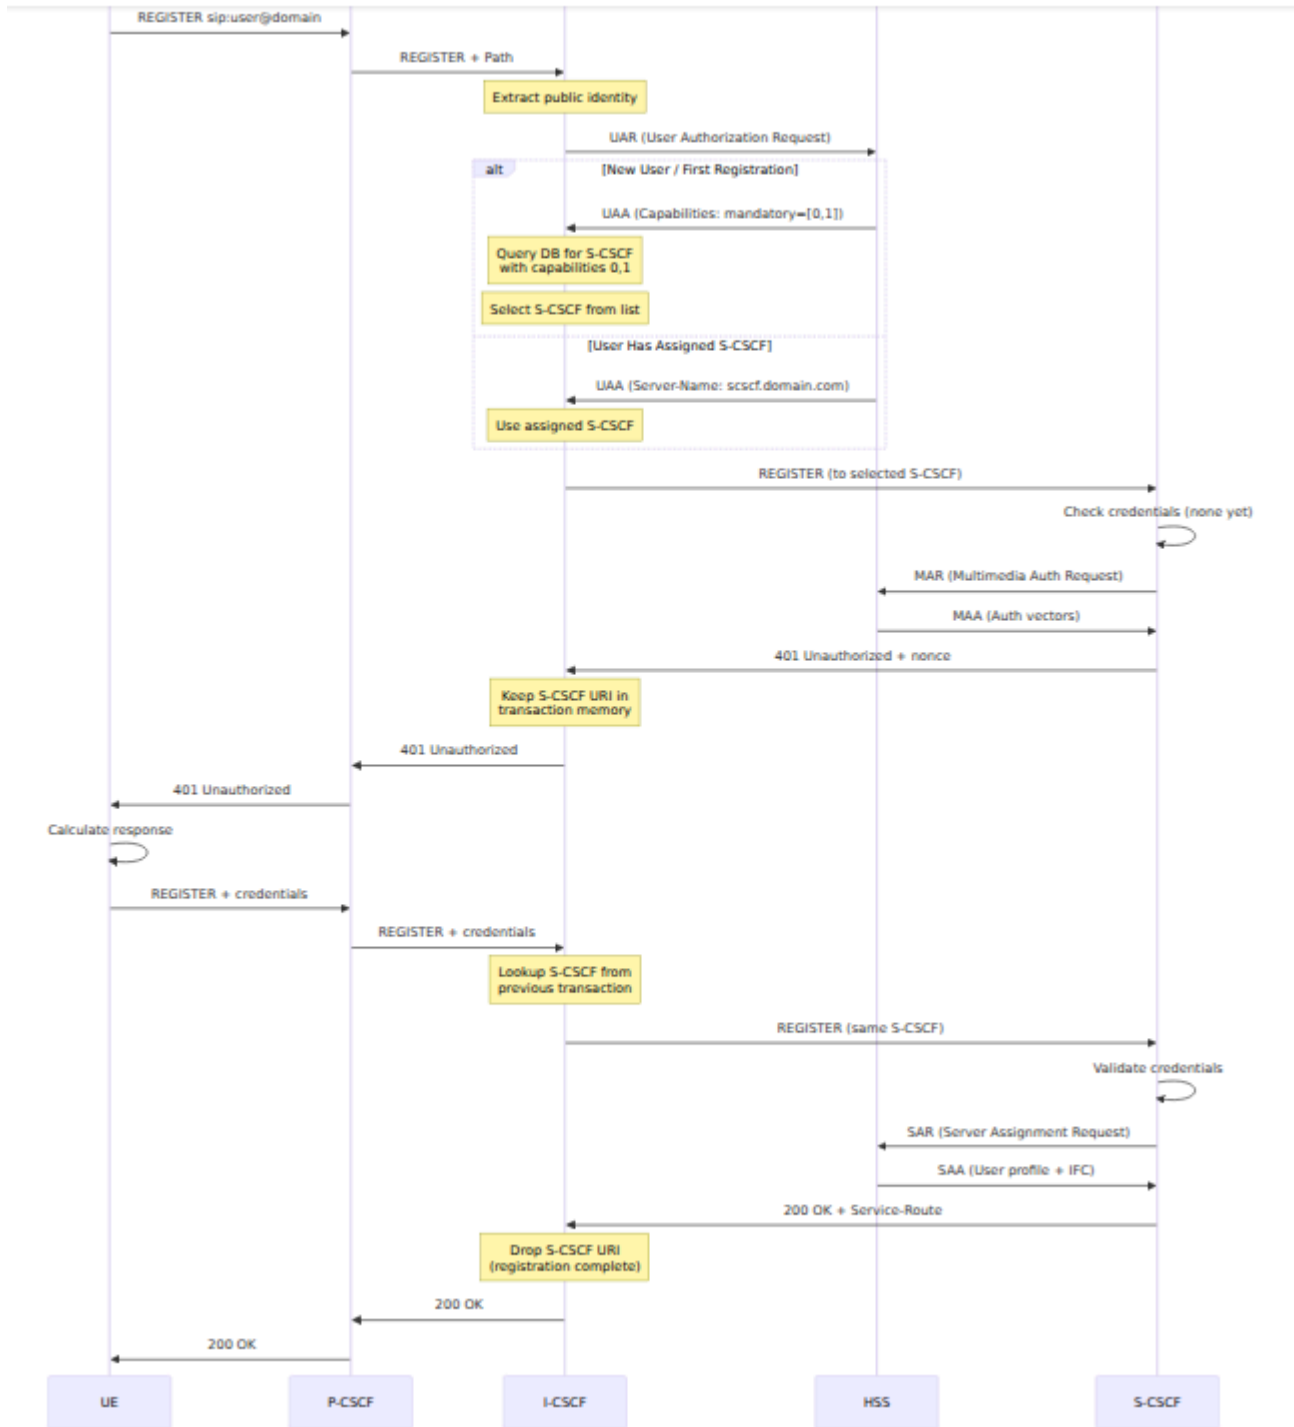 REGISTER sip:user@domain
REGISTER + Path
Extract public identity
UAR (User Authorization Request)
alt
[New User / First Registration]
UAA (Capabilities: mandatory=[0,1])
Query DB for S-CSCF
with capabilities 0,1
Select S-CSCF from list
[User Has Assigned S-CSCF]
UAA (Server-Name: scscf.domain.com)
Use assigned S-CSCF
REGISTER (to selected S-CSCF)
Check credentials (none yet)
MAR (Multimedia Auth Request)
MAA (Auth vectors)
401 Unauthorized + nonce
Keep S-CSCF URI in
transaction memory
401 Unauthorized
401 Unauthorized
Calculate response
REGISTER + credentials
REGISTER + credentials
Lookup S-CSCF from
previous transaction
REGISTER (same S-CSCF)
Validate credentials
SAR (Server Assignment Request)
SAA (User profile + IFC)
200 OK + Service-Route
Drop S-CSCF URI
(registration complete)
200 OK
200 OK
UE
P-CSCF
I-CSCF
HSS
S-CSCF